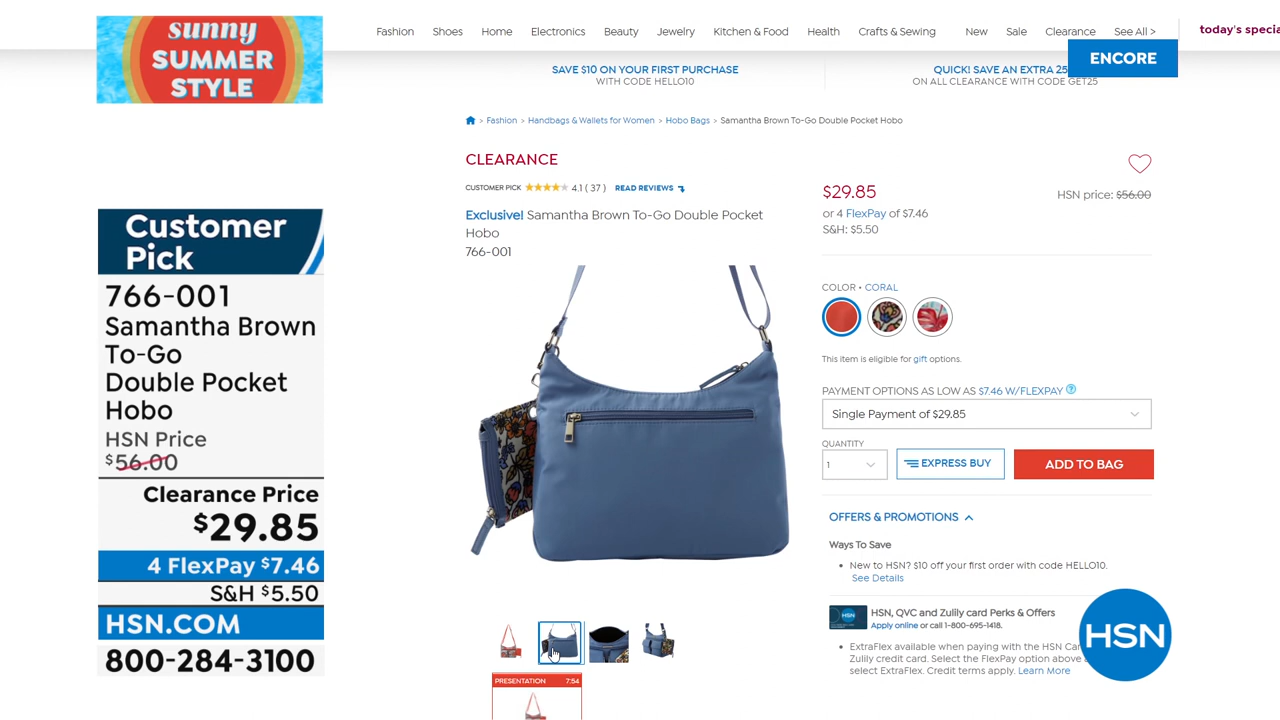 sunny
SUMMER
STYLE
Fashion Shoes Home Electronics Beauty Jewelry Kitchen & Food Health Crafts & Sewing New Sale Clearance See All >
today's specia
ENCORE
SAVE $10 ON YOUR FIRST PURCHASE
WITH CODE HELLO10
QUICK! SAVE AN EXTRA 25
ON ALL CLEARANCE WITH CODE GET25
> Fashion > Handbags & Wallets for Women > Hobo Bags > Samantha Brown To-Go Double Pocket Hobo
CLEARANCE
CUSTOMER PICK 4.1 ( 37 ) READ REVIEWS
Exclusive! Samantha Brown To-Go Double Pocket
Hobo
766-001
$29.85
HSN price: $56.00
or 4 FlexPay of $7.46
S&H: $5.50
COLOR • CORAL
This item is eligible for gift options.
PAYMENT OPTIONS AS LOW AS $7.46 W/FLEXPAY ?
Single Payment of $29.85
QUANTITY
1
EXPRESS BUY
ADD TO BAG
OFFERS & PROMOTIONS
Ways To Save
• New to HSN? $10 off your first order with code HELLO10.
See Details
HSN, QVC and Zulily card Perks & Offers
Apply online or call 1-800-695-1418.
• ExtraFlex available when paying with the HSN Car
Zulily credit card. Select the FlexPay option above
select ExtraFlex. Credit terms apply. Learn More
HSN
PRESENTATION 7:54
Customer
Pick
766-001
Samantha Brown
To-Go
Double Pocket
Hobo
HSN Price
$56.00
Clearance Price
$29.85
4 FlexPay $7.46
S&H $5.50
HSN.COM
800-284-3100